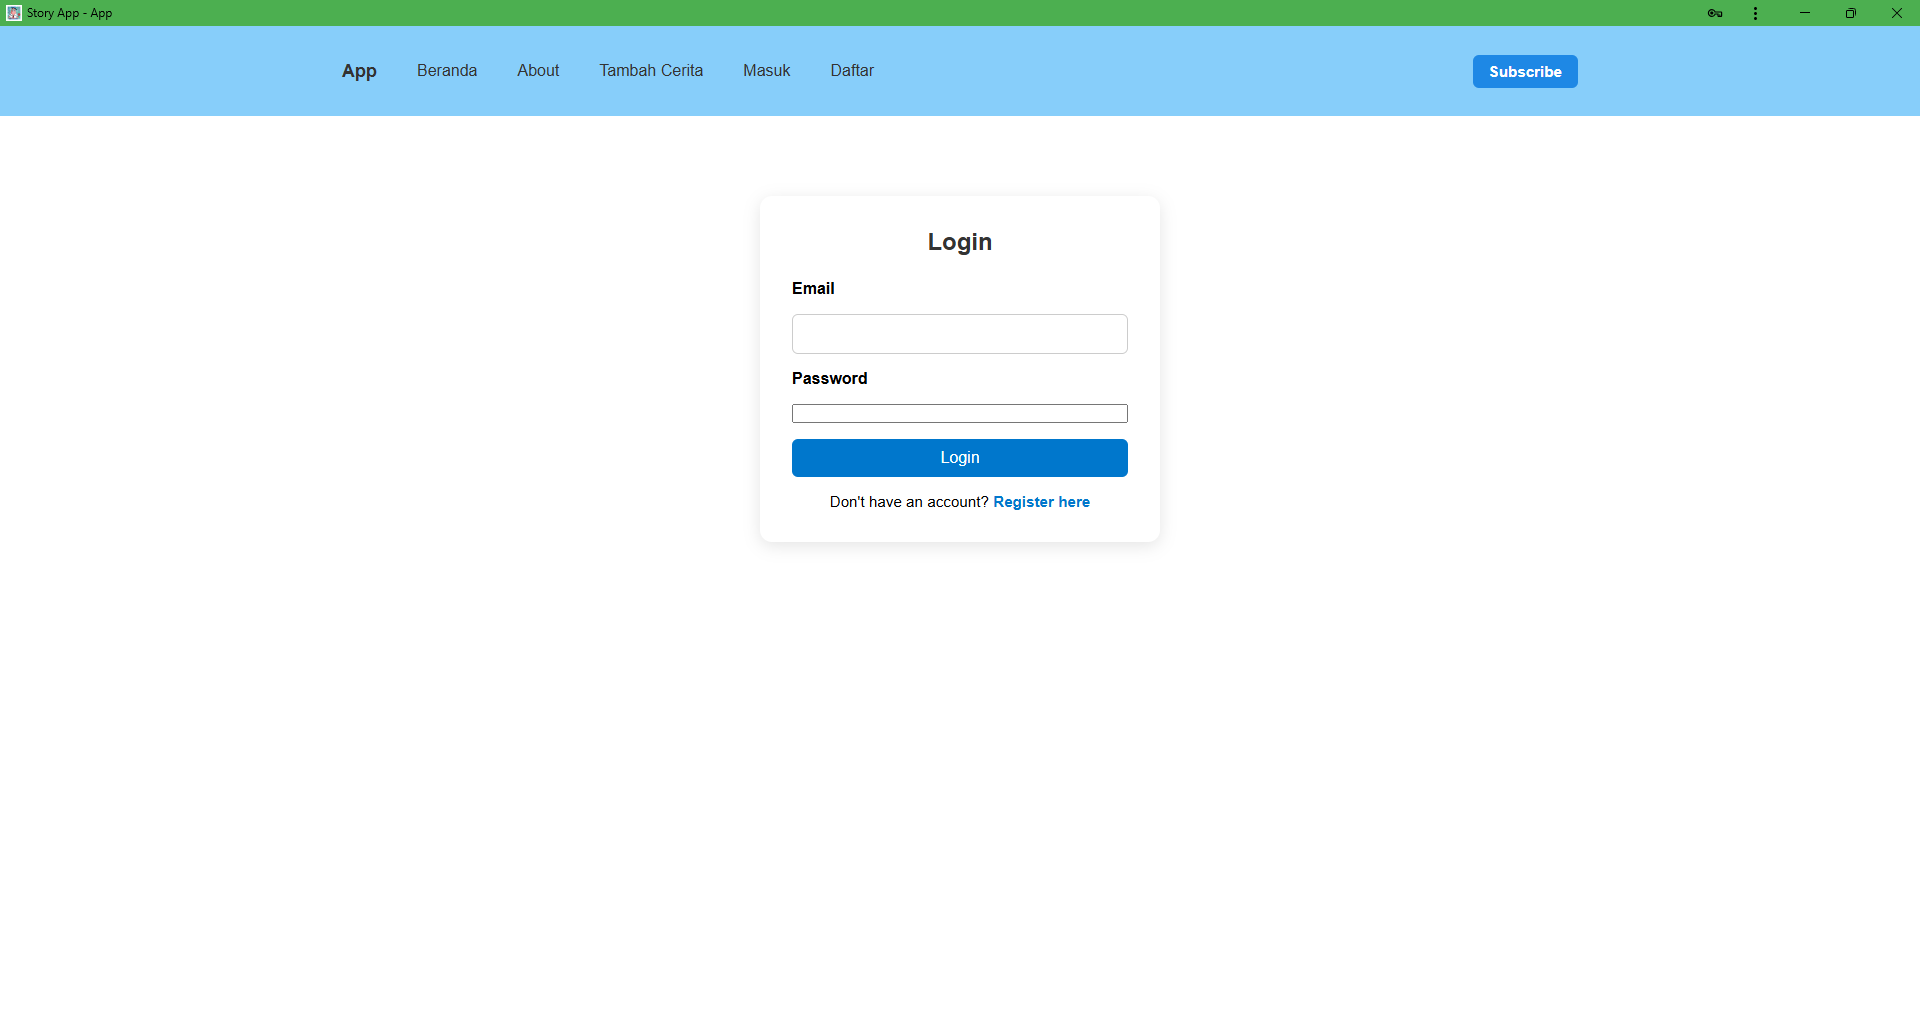 Story App - App
App Beranda About Tambah Cerita Masuk Daftar Subscribe
Login
Email
Password
Login
Don't have an account? Register here